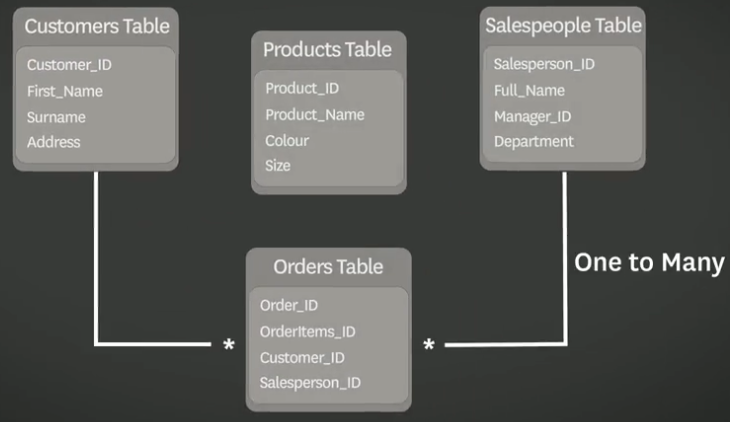 Customers Table
Customer_ID
First_Name
Surname
Address
Products Table
Product_ID
Product_Name
Colour
Size
Salespeople Table
Salesperson_ID
Full_Name
Manager_ID
Department
One to Many
Orders Table
Order_ID
OrderItems_ID
Customer_ID
Salesperson_ID
*
*